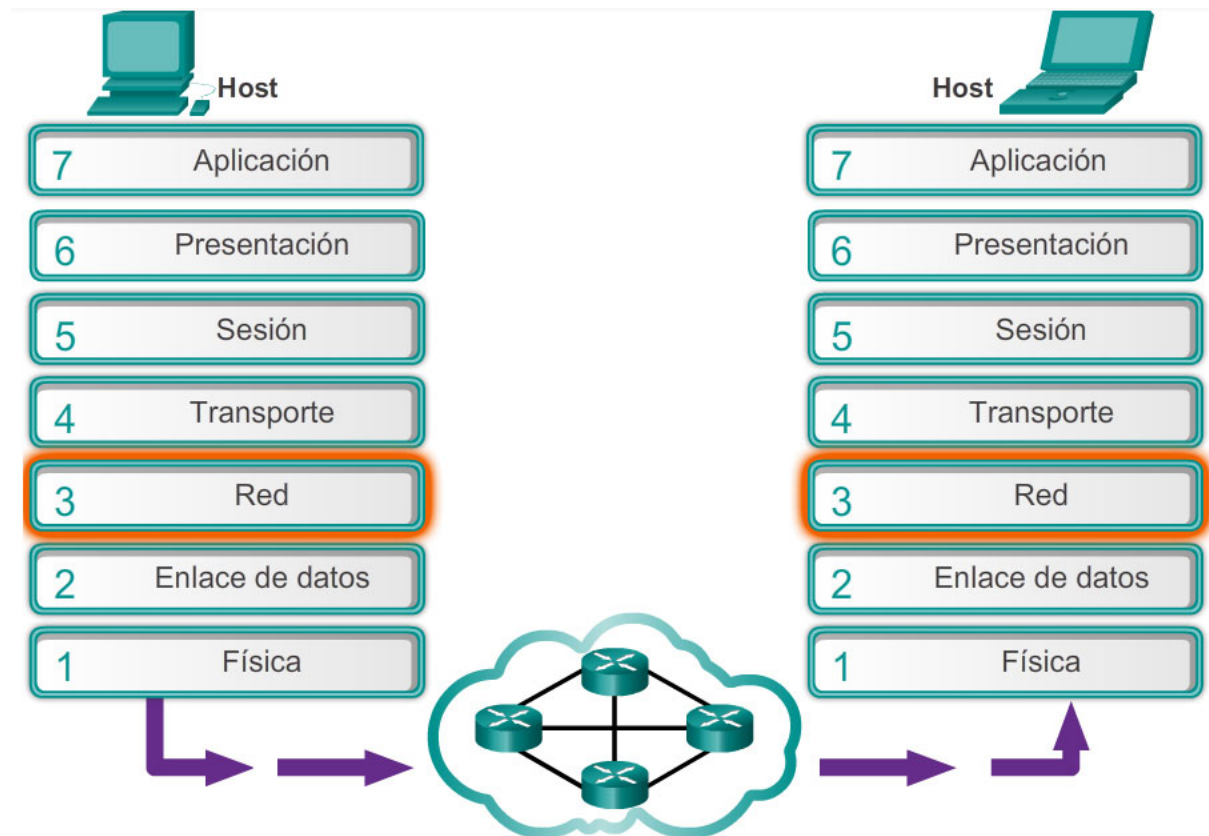 Host
7 Aplicación
6 Presentación
5 Sesión
4 Transporte
3 Red
2 Enlace de datos
1 Física
Host
7 Aplicación
6 Presentación
5 Sesión
4 Transporte
3 Red
2 Enlace de datos
1 Física